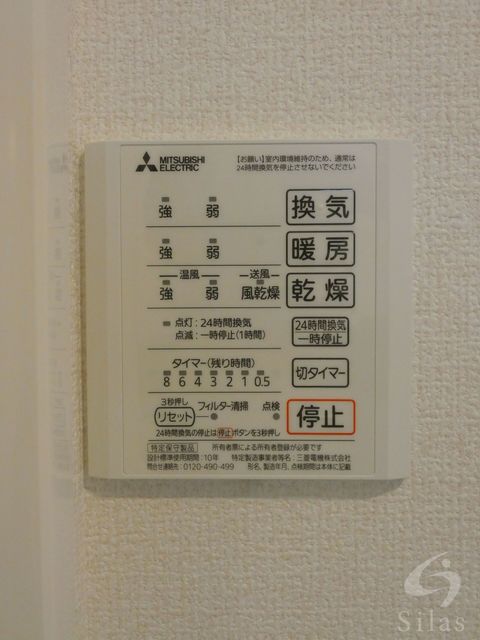 MITSUBISHI
ELECTRIC
【お願い】室内環境維持のため、通常は
24時間換気を停止させないでください
強 弱 換気
強 弱 暖房
温風 送風
強 弱 風乾燥 乾燥
点灯:24時間換気
点滅:一時停止(1時間)
24時間換気
一時停止
タイマー(残り時間)
8 6 4 3 2 1 0.5
切タイマー
3秒押し
リセット フィルター清掃 点検
停止
24時間換気の停止は停止ボタンを3秒押し
特定保守製品 所有者票による所有者登録が必要です
設計標準使用期間:10年 特定製造事業者等名:三菱電機株式会社
問合せ連絡先:0120-490-499 形名、製造年月、点検期間は本体に記載
Silas